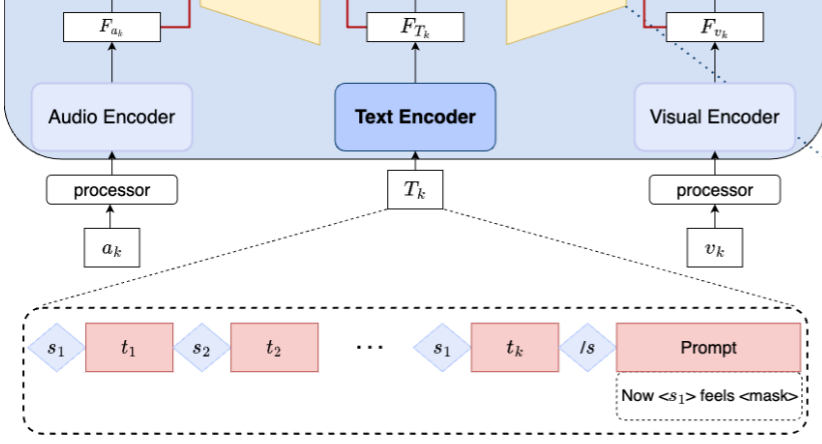 F_{a_k} F_{T_k} F_{v_k}
Audio Encoder Text Encoder Visual Encoder
processor T_k processor
a_k v_k
s_1 t_1 s_2 t_2 ... s_1 t_k /s Prompt
Now <s_1> feels <mask>